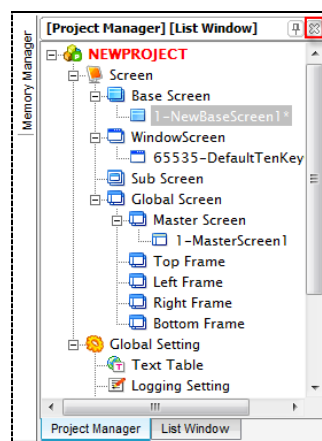 [Project Manager] [List Window]
Memory Manager
NEWPROJECT
Screen
Base Screen
1-NewBaseScreen1*
WindowScreen
65535-DefaultTenKey
Sub Screen
Global Screen
Master Screen
1-MasterScreen1
Top Frame
Left Frame
Right Frame
Bottom Frame
Global Setting
Text Table
Logging Setting
Project Manager
List Window